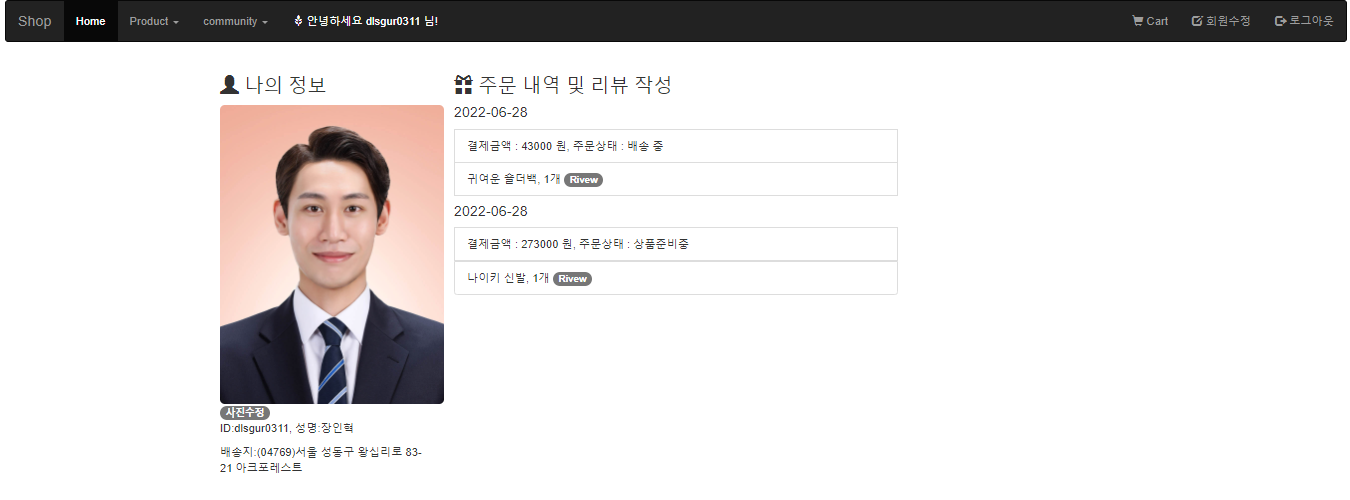 Shop Home Product community 안녕하세요 dlsgur0311 님! Cart 회원수정 로그아웃
나의 정보
사진수정
ID:dlsgur0311, 성명:장인혁
배송지:(04769)서울 성동구 왕십리로 83-
21 아크포레스트
주문 내역 및 리뷰 작성
2022-06-28
결제금액 : 43000 원, 주문상태 : 배송 중
귀여운 숄더백, 1개 Rivew
2022-06-28
결제금액 : 273000 원, 주문상태 : 상품준비중
나이키 신발, 1개 Rivew